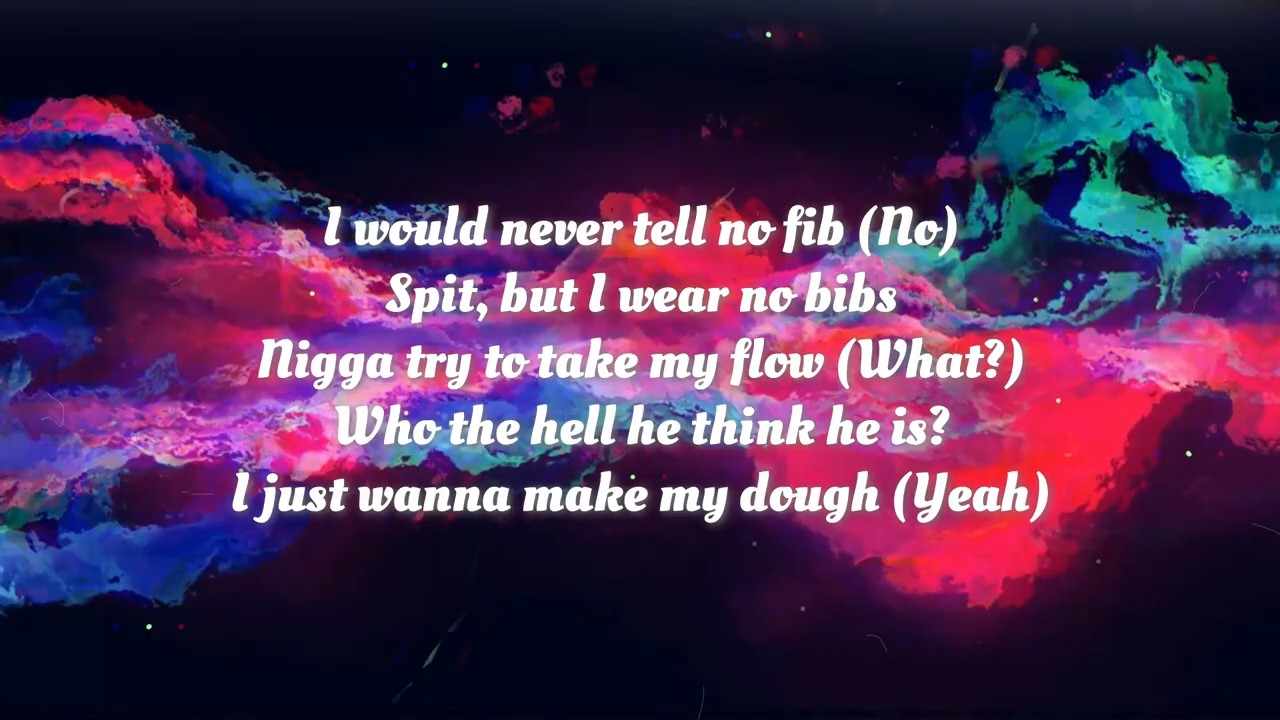 I would never tell no fib (No)
Spit, but I wear no bibs
Nigga try to take my flow (What?)
Who the hell he think he is?
I just wanna make my dough (Yeah)